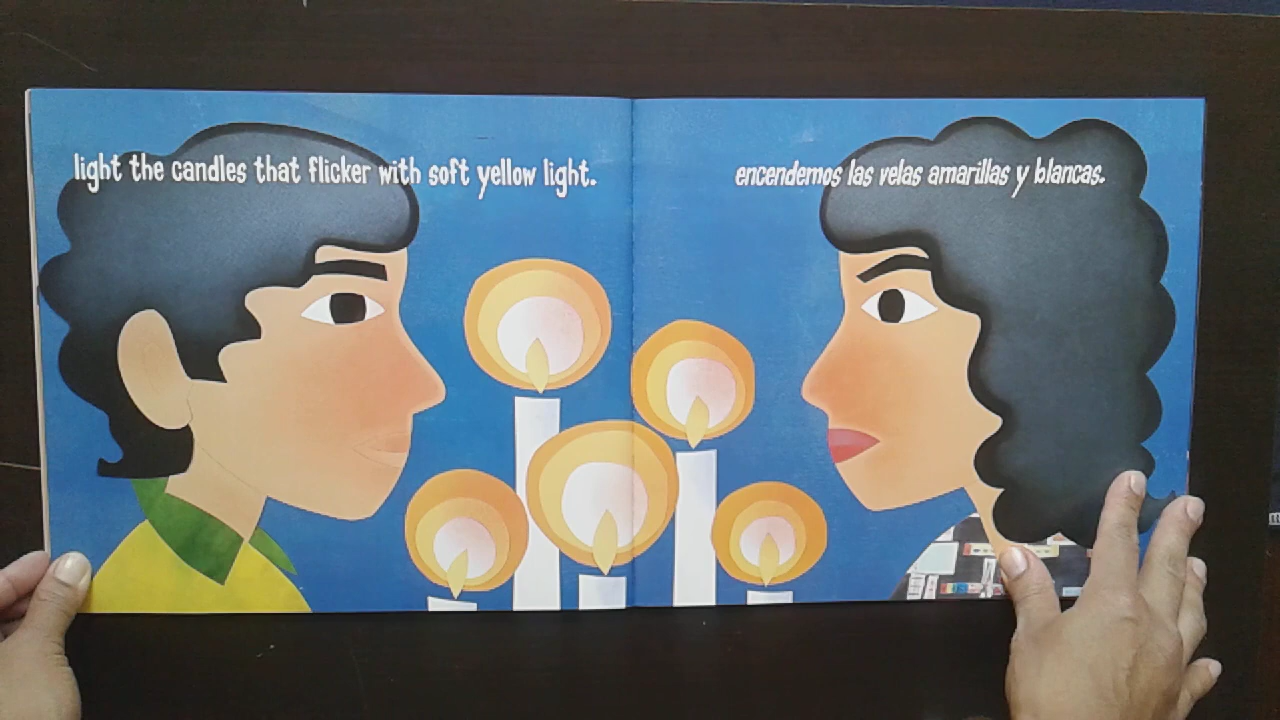 light the candles that flicker with soft yellow light.
encendemos las velas amarillas y blancas.